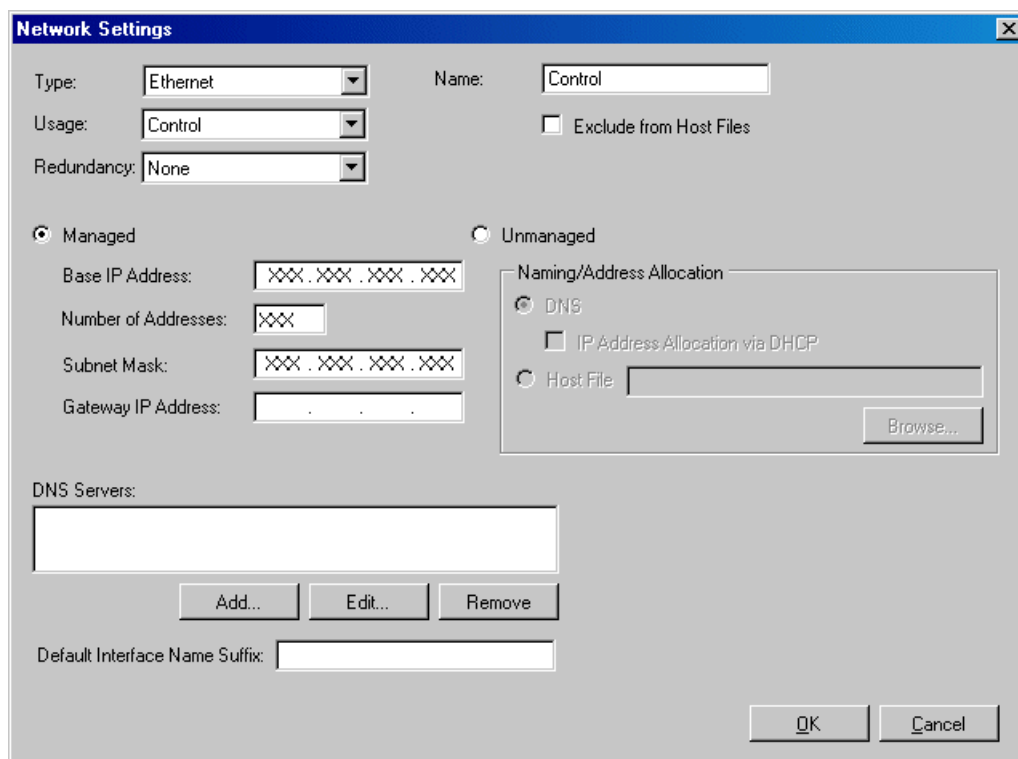 Network Settings
Type: Ethernet Name: Control
Usage: Control Exclude from Host Files
Redundancy: None
Managed Unmanaged
Base IP Address: XXX . XXX . XXX . XXX Naming/Address Allocation
DNS
Number of Addresses: XXX
IP Address Allocation via DHCP
Subnet Mask: XXX . XXX . XXX . XXX
Host File
Gateway IP Address: . . .
Browse...
DNS Servers:
Add... Edit... Remove
Default Interface Name Suffix:
OK Cancel